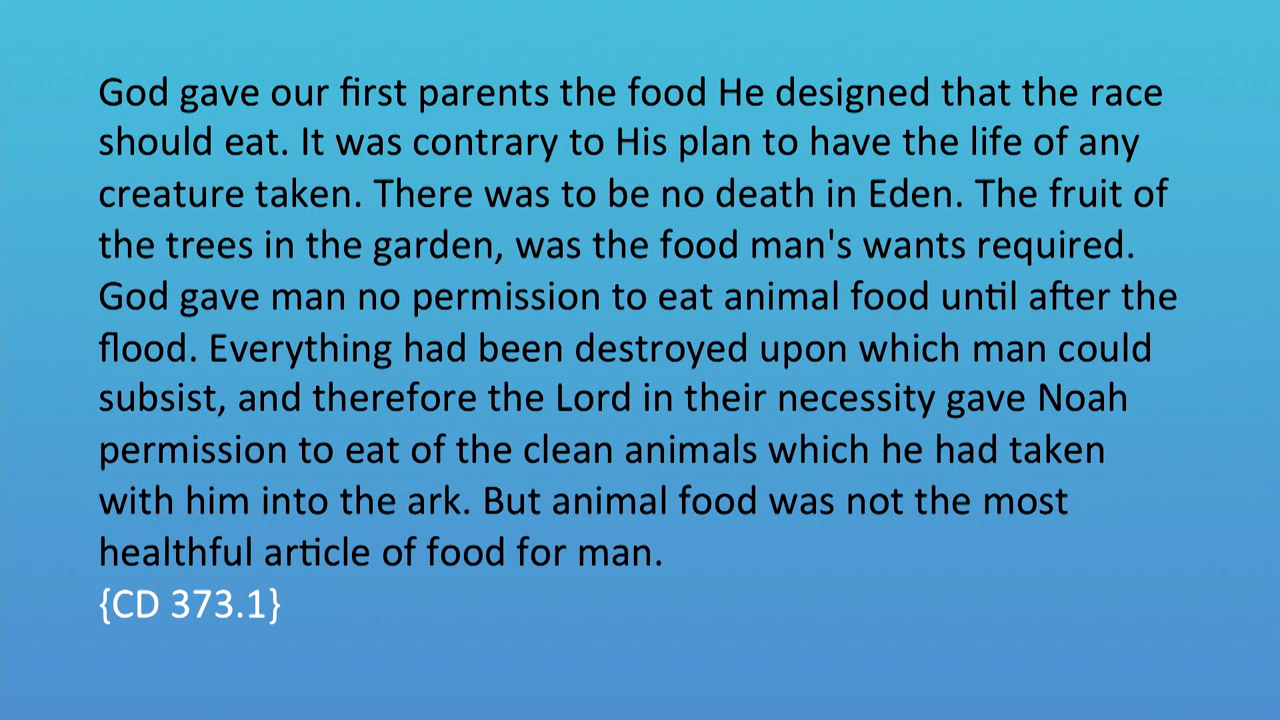 God gave our first parents the food He designed that the race
should eat. It was contrary to His plan to have the life of any
creature taken. There was to be no death in Eden. The fruit of
the trees in the garden, was the food man's wants required.
God gave man no permission to eat animal food until after the
flood. Everything had been destroyed upon which man could
subsist, and therefore the Lord in their necessity gave Noah
permission to eat of the clean animals which he had taken
with him into the ark. But animal food was not the most
healthful article of food for man.
{CD 373.1}